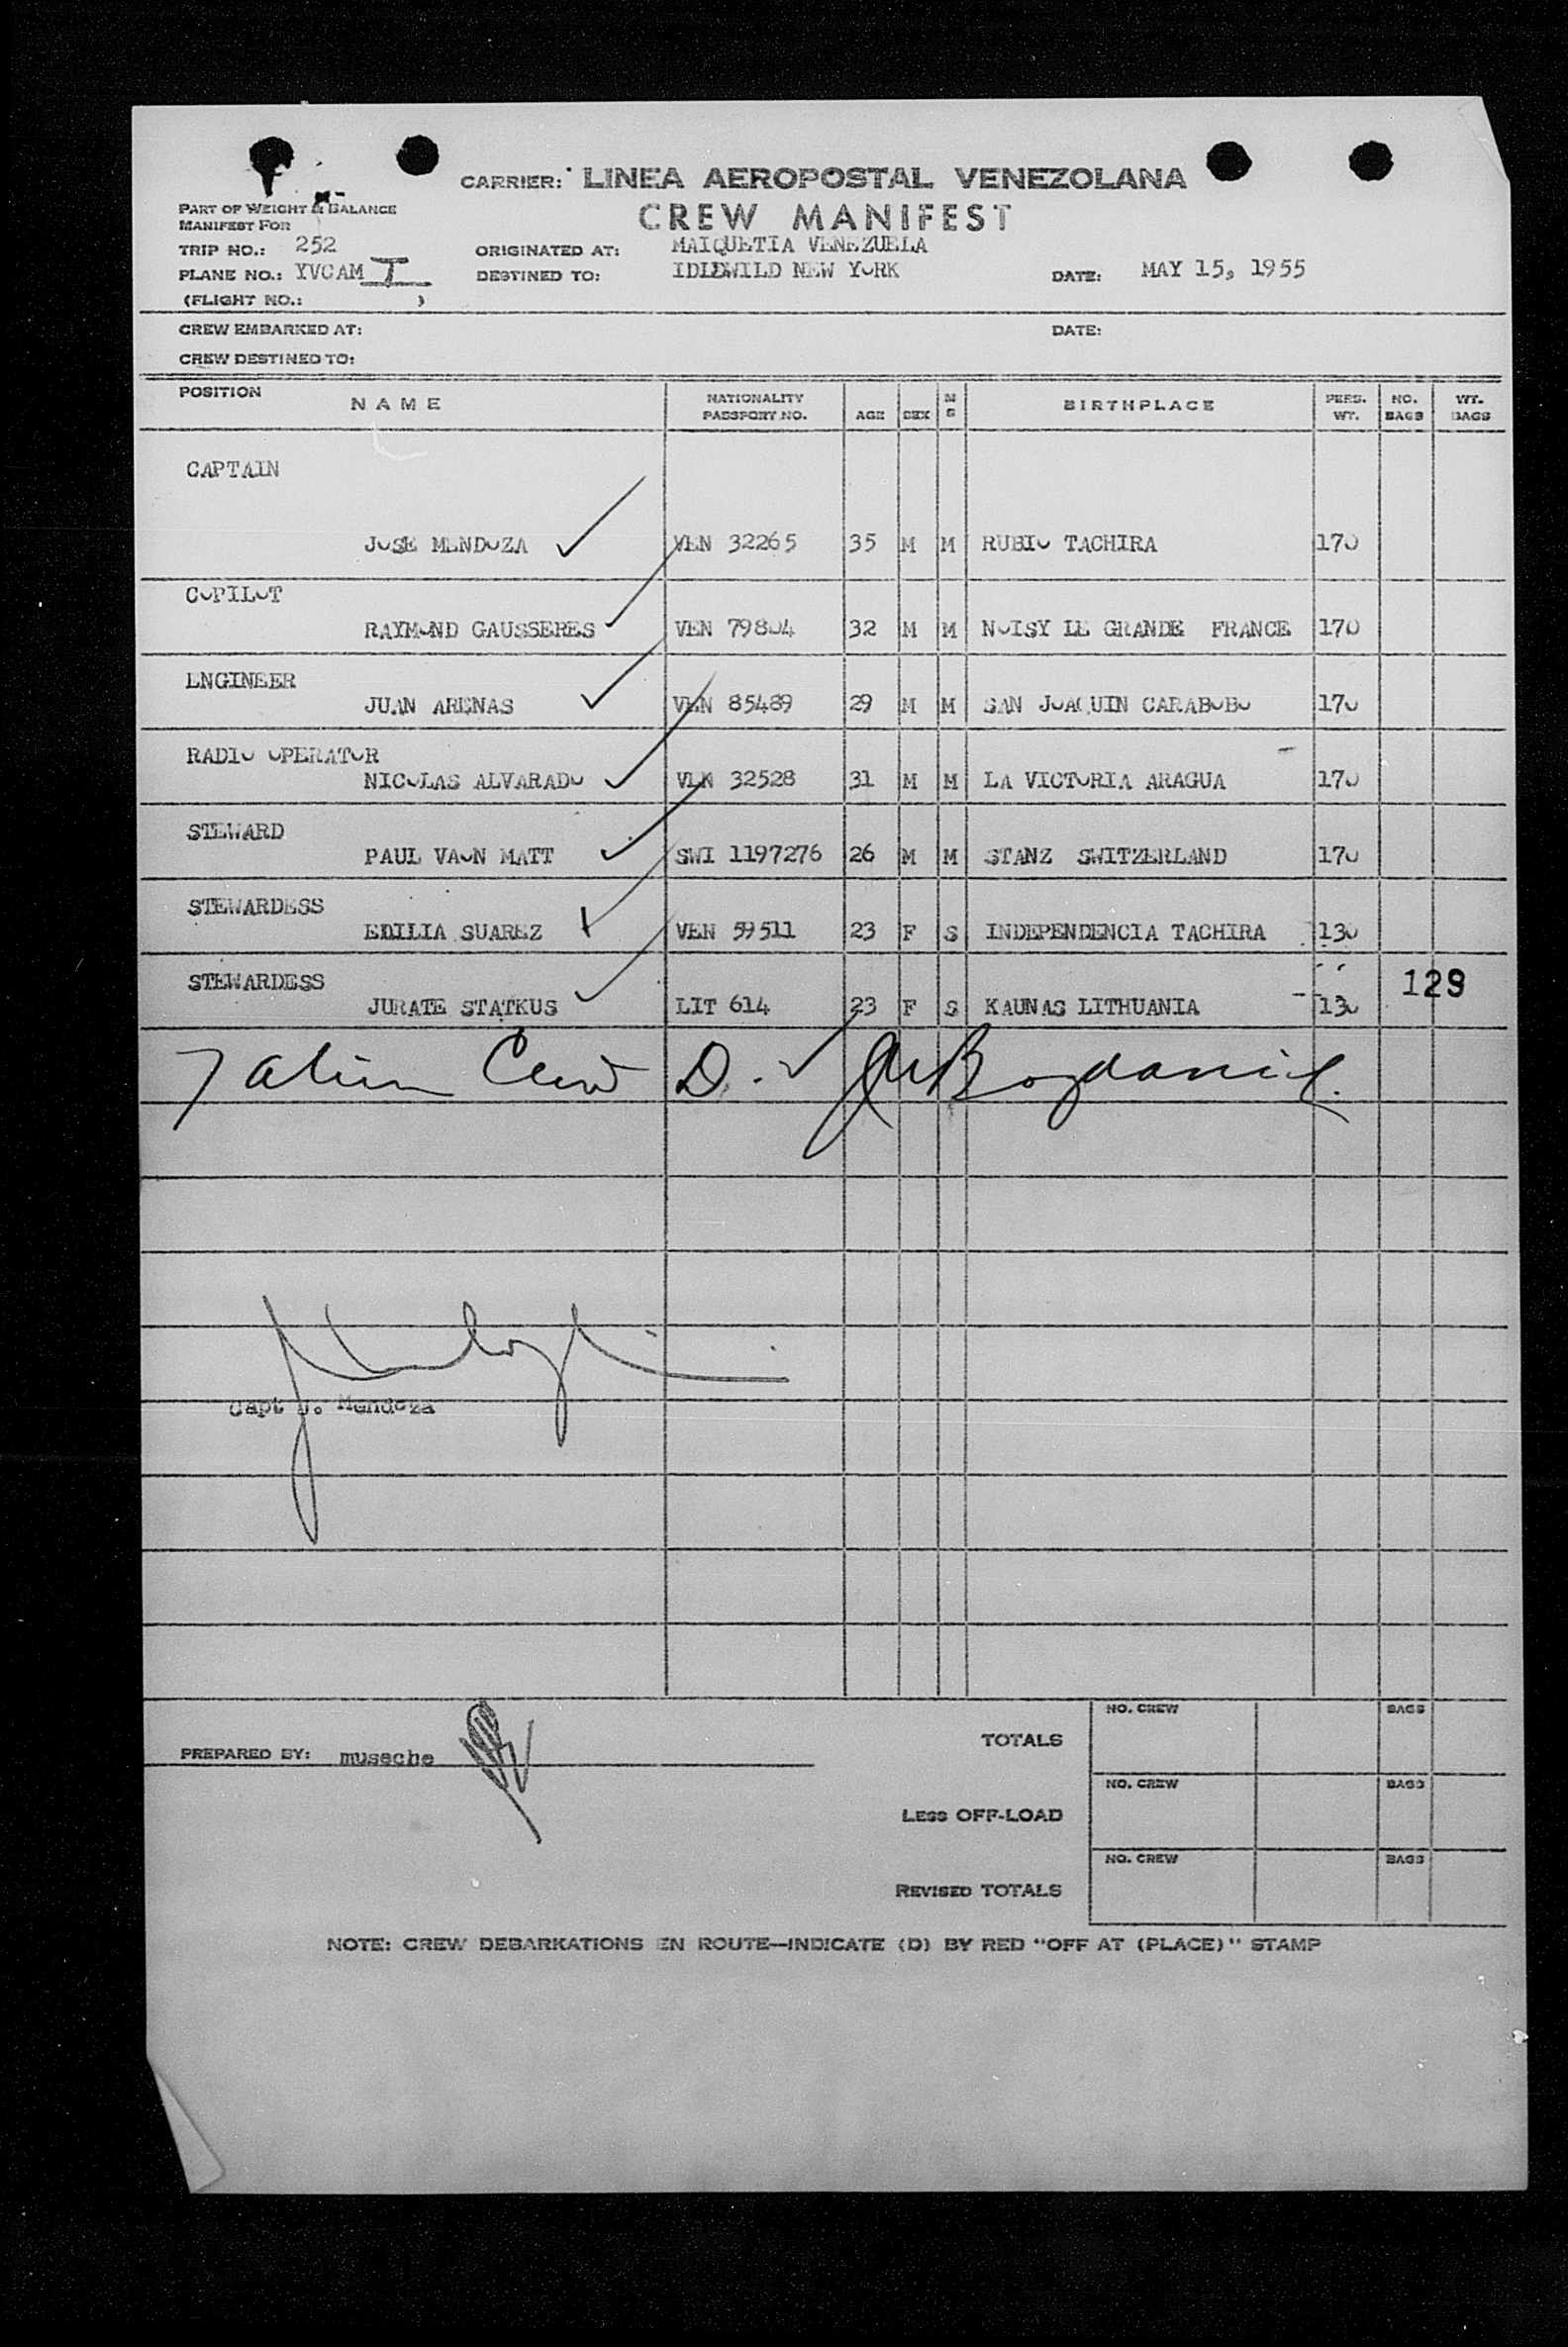 CARRIER: LINEA AEROPOSTAL VENEZOLANA
CREW MANIFEST
PART OF WEIGHT & BALANCE
MANIFEST FOR
TRIP NO.: 252 ORIGINATED AT: MAIQUETIA VENEZUELA
PLANE NO.: YVCAM I DESTINED TO: IDLEWILD NEW YORK DATE: MAY 15, 1955
(FLIGHT NO.: )
CREW EMBARKED AT: DATE:
CREW DESTINED TO:
POSITION NAME NATIONALITY PASSPORT NO. AGE SEX M S BIRTHPLACE PERS. WT. NO. BAGS WT. BAGS
CAPTAIN
JOSE MENDOZA VEN 32265 35 M M RUBIO TACHIRA 170
COPILOT
RAYMOND GAUSSERES VEN 79804 32 M M NOISY LE GRANDE FRANCE 170
ENGINEER
JUAN ARENAS VEN 85489 29 M M SAN JOAQUIN CARABOBO 170
RADIO OPERATOR
NICOLAS ALVARADO VEN 32528 31 M M LA VICTORIA ARAGUA 170
STEWARD
PAUL VAON MATT SWI 1197276 26 M M STANZ SWITZERLAND 170
STEWARDESS
EDILIA SUAREZ VEN 59511 23 F S INDEPENDENCIA TACHIRA 130
STEWARDESS 129
JURATE STATKUS LIT 614 23 F S KAUNAS LITHUANIA 130
7 alien Crew D.
Capt J. Mendoza
NO. CREW BAGS
TOTALS
PREPARED BY: museche
NO. CREW BAGS
LESS OFF-LOAD
NO. CREW BAGS
REVISED TOTALS
NOTE: CREW DEBARKATIONS EN ROUTE—INDICATE (D) BY RED "OFF AT (PLACE)" STAMP